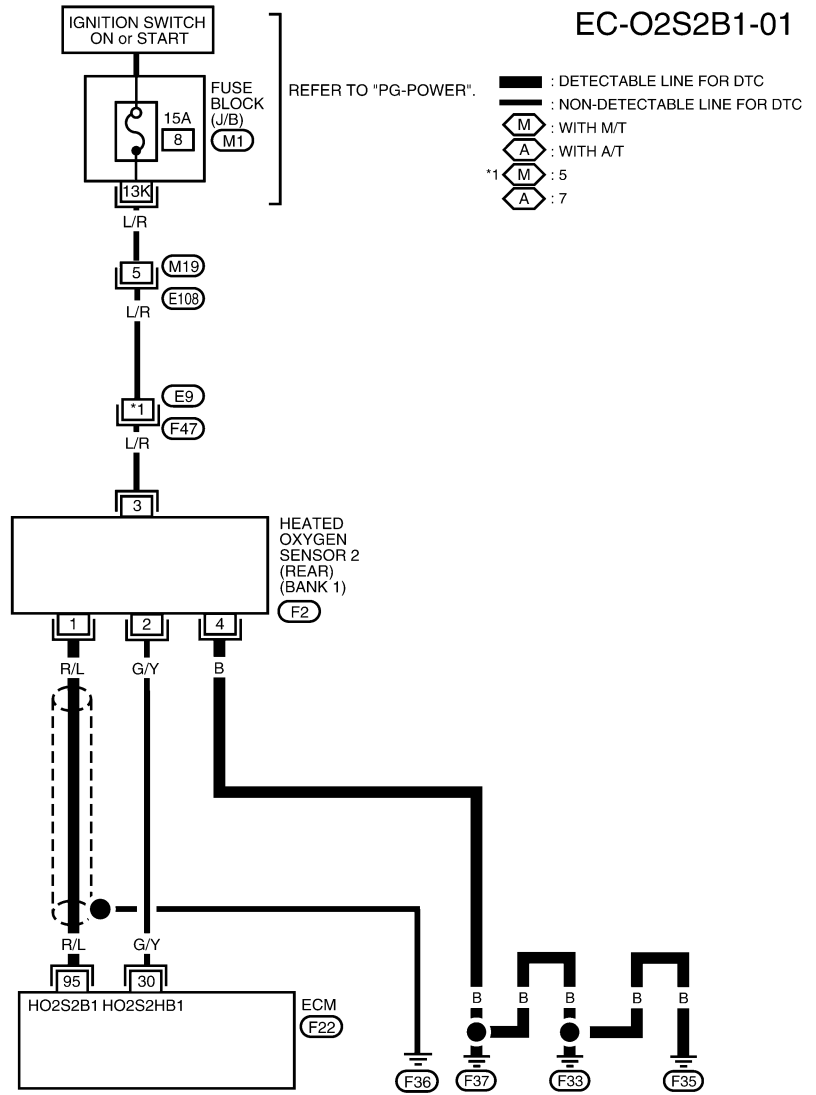 EC-O2S2B1-01
IGNITION SWITCH
ON or START
FUSE
BLOCK
(J/B)
M1
15A
8
REFER TO "PG-POWER".
: DETECTABLE LINE FOR DTC
: NON-DETECTABLE LINE FOR DTC
M : WITH M/T
A : WITH A/T
*1 M : 5
A : 7
13K
L/R
5
M19
E108
L/R
*1
E9
F47
L/R
3
HEATED
OXYGEN
SENSOR 2
(REAR)
(BANK 1)
F2
1 2 4
R/L G/Y B
R/L G/Y
95 30
HO2S2B1 HO2S2HB1
ECM
F22
B B B B B
F36 F37 F33 F35